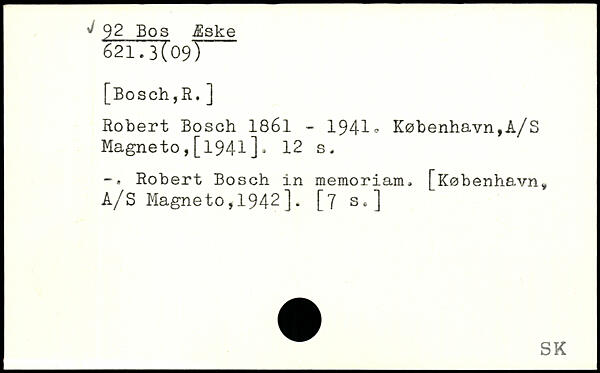 ✓ 92 Bos Æske
621.3(09)
[Bosch,R.]
Robert Bosch 1861 - 1941. København,A/S
Magneto,[1941]. 12 s.
-. Robert Bosch in memoriam. [København,
A/S Magneto,1942]. [7 s.]
SK